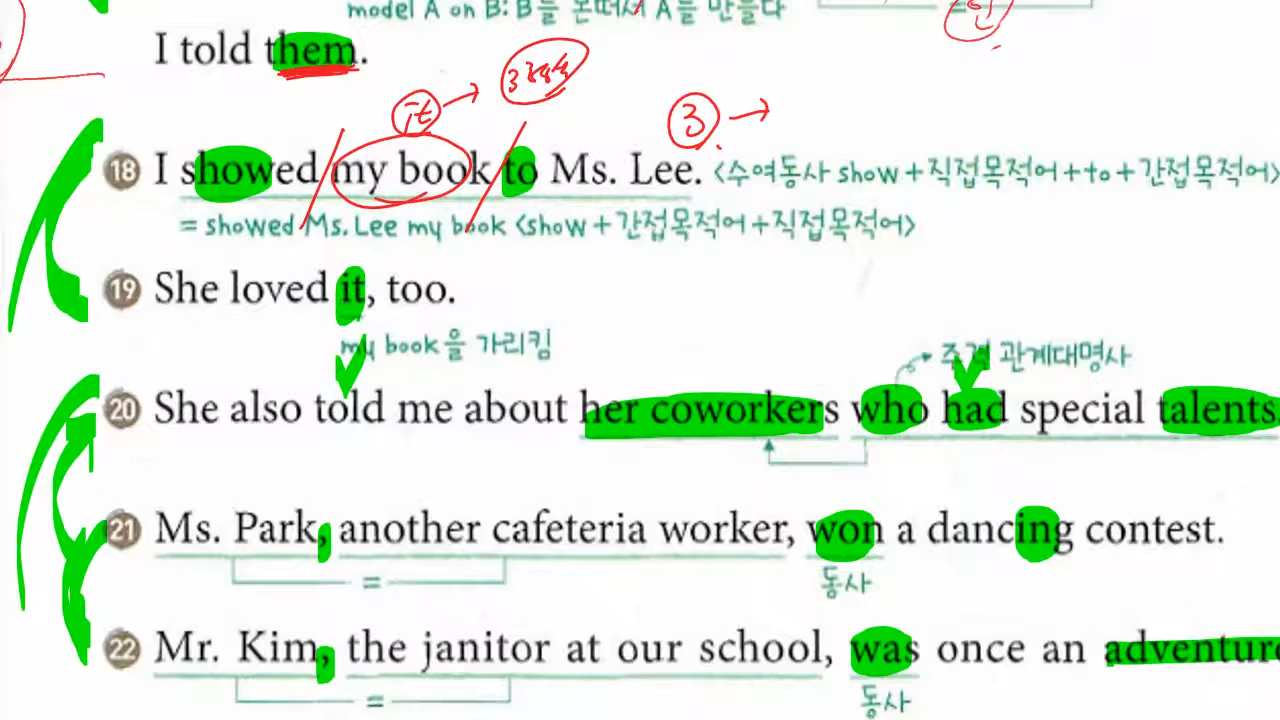 model A on B: B를 본떠서 A를 만들다
I told them.
it → 3형식
③ →
18 I showed my book to Ms. Lee. <수여동사 show+직접목적어+to+간접목적어>
= showed Ms. Lee my book <show+간접목적어+직접목적어>
19 She loved it, too.
my book을 가리킴
주격 관계대명사
20 She also told me about her coworkers who had special talents
21 Ms. Park, another cafeteria worker, won a dancing contest.
= 동사
22 Mr. Kim, the janitor at our school, was once an adventure
= 동사